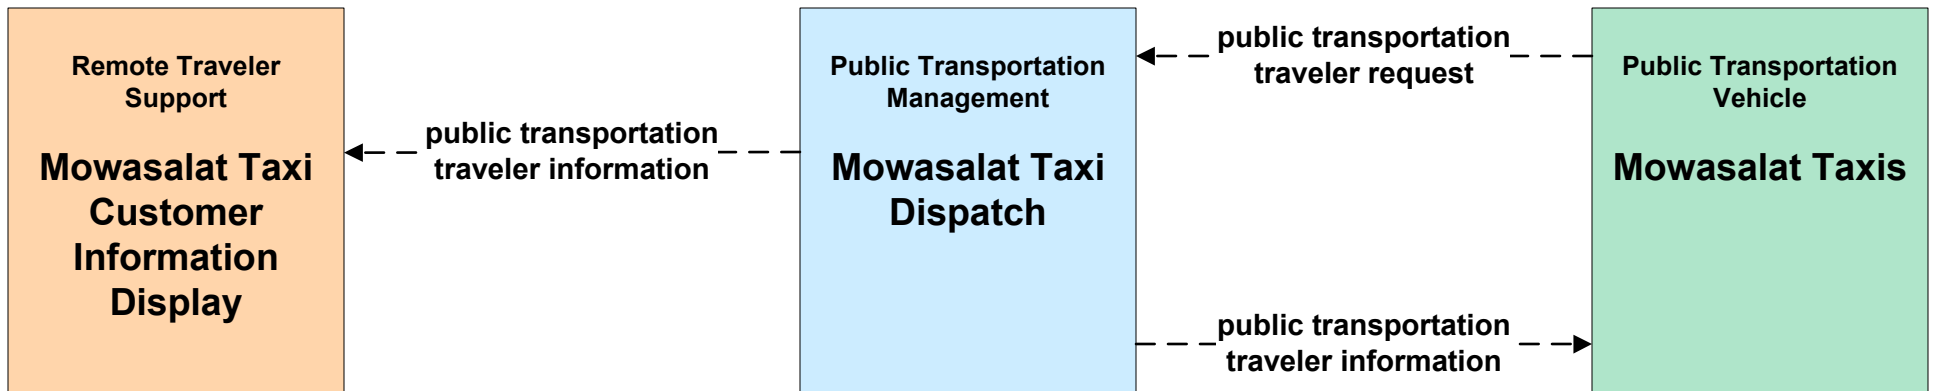 Remote Traveler
Support
Mowasalat Taxi
Customer
Information
Display
public transportation
traveler information
Public Transportation
Management
Mowasalat Taxi
Dispatch
public transportation
traveler request
public transportation
traveler information
Public Transportation
Vehicle
Mowasalat Taxis